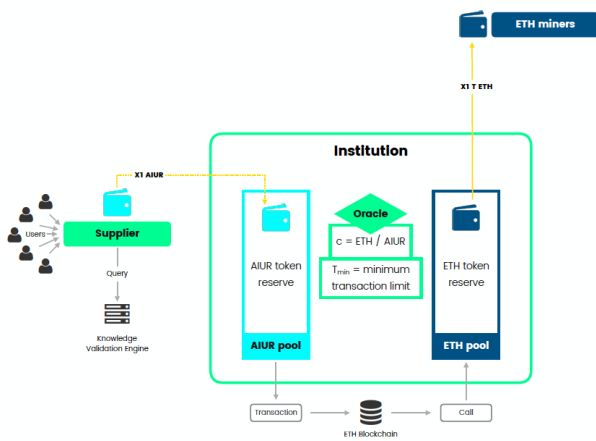 ETH miners
X1 T ETH
Institution
X1 AIUR
Oracle
Users
Supplier
c = ETH / AIUR
AIUR token
reserve
Tmin = minimum
transaction limit
ETH token
reserve
Query
Knowledge
Validation Engine
AIUR pool
ETH pool
Transaction
Call
ETH Blockchain